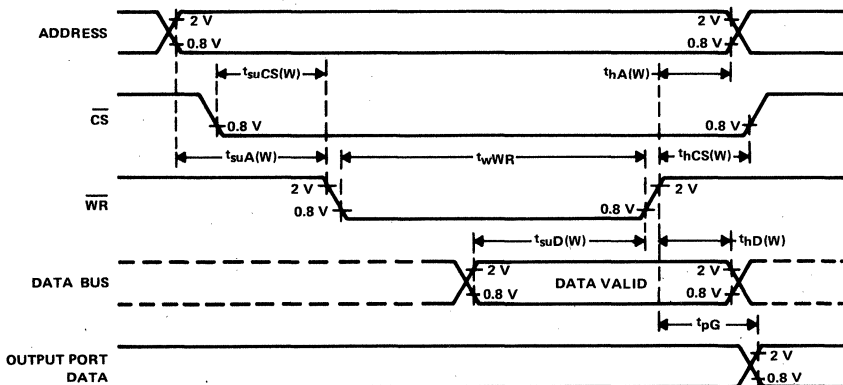 ADDRESS
2 V
0.8 V
2 V
0.8 V
tsuCS(W)
thA(W)
CS
0.8 V
0.8 V
tsuA(W)
twWR
thCS(W)
WR
2 V
0.8 V
0.8 V
2 V
tsuD(W)
thD(W)
DATA BUS
2 V
0.8 V
DATA VALID
2 V
0.8 V
tpG
OUTPUT PORT
DATA
2 V
0.8 V